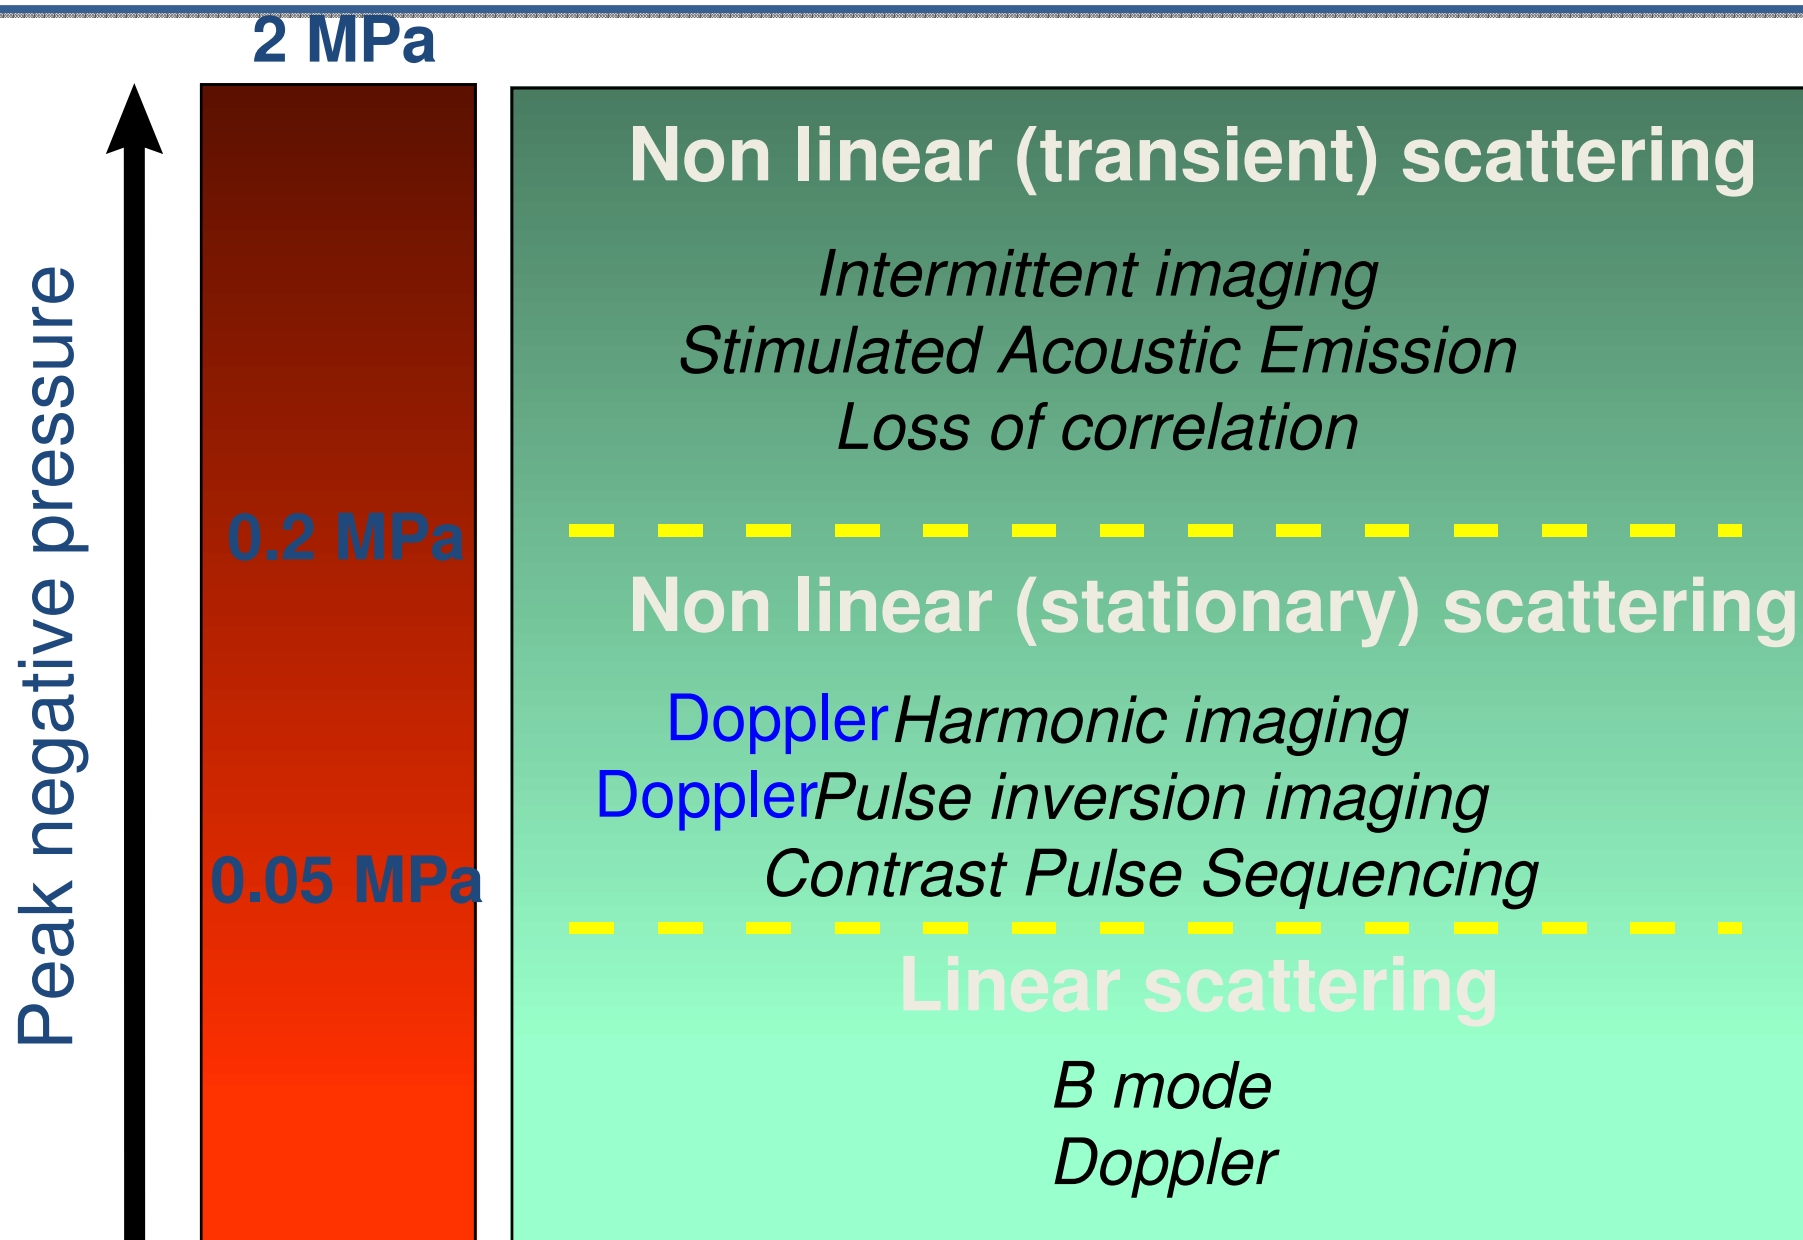 2 MPa
Peak negative pressure
Non linear (transient) scattering
Intermittent imaging
Stimulated Acoustic Emission
Loss of correlation
0.2 MPa
Non linear (stationary) scattering
Doppler Harmonic imaging
Doppler Pulse inversion imaging
0.05 MPa
Contrast Pulse Sequencing
Linear scattering
B mode
Doppler